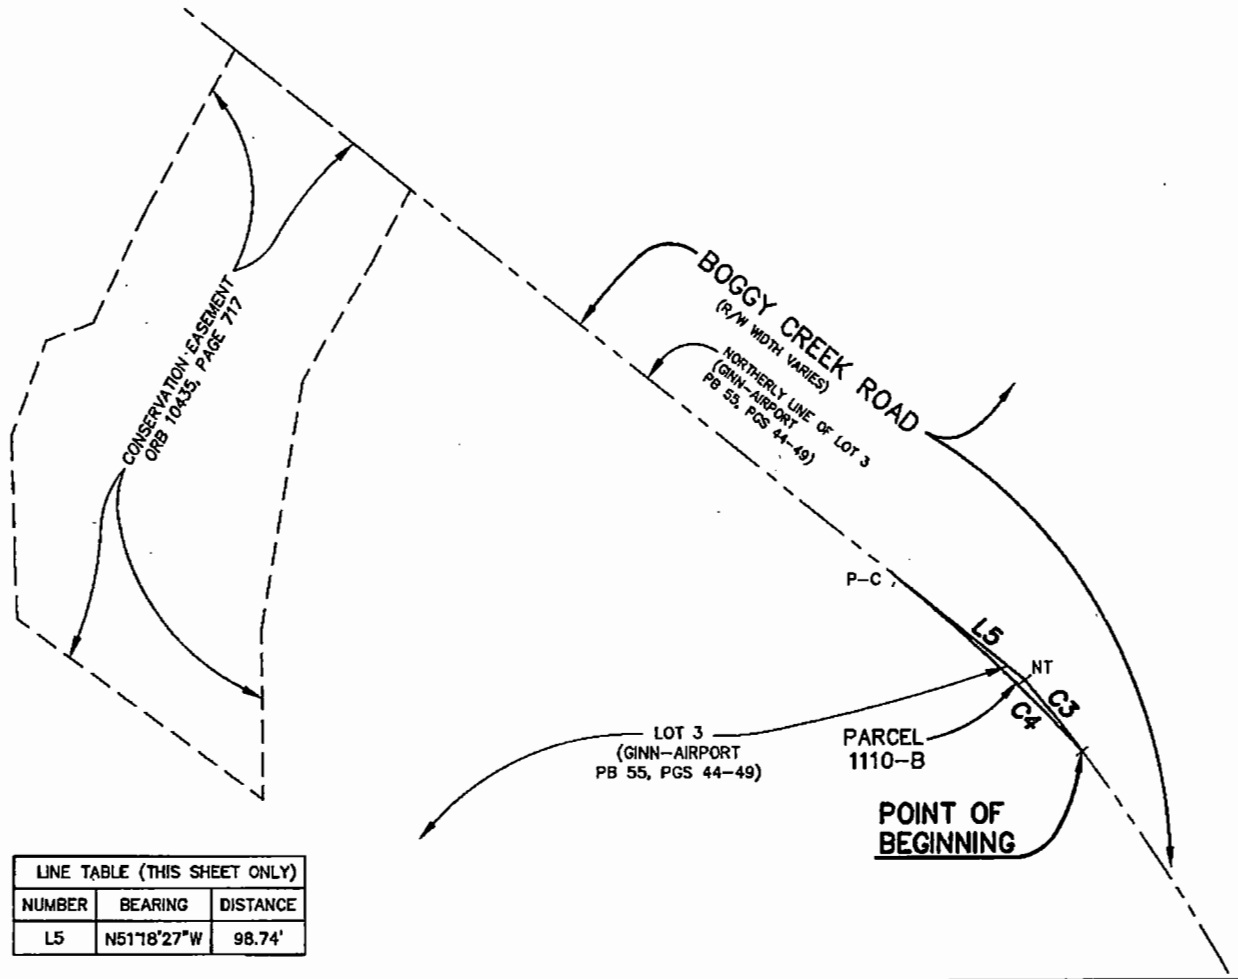 BOGGY CREEK ROAD
(R/W WIDTH VARIES)
NORTHERLY LINE OF LOT 3
(GINN-AIRPORT
PB 55, PGS 44-49)
CONSERVATION EASEMENT
ORB 10435, PAGE 717
P-C
L5
NT
C3
C4
LOT 3
(GINN-AIRPORT
PB 55, PGS 44-49)
PARCEL
1110-B
POINT OF
BEGINNING
LINE TABLE (THIS SHEET ONLY)
NUMBER BEARING DISTANCE
L5 N51°18'27"W 98.74'